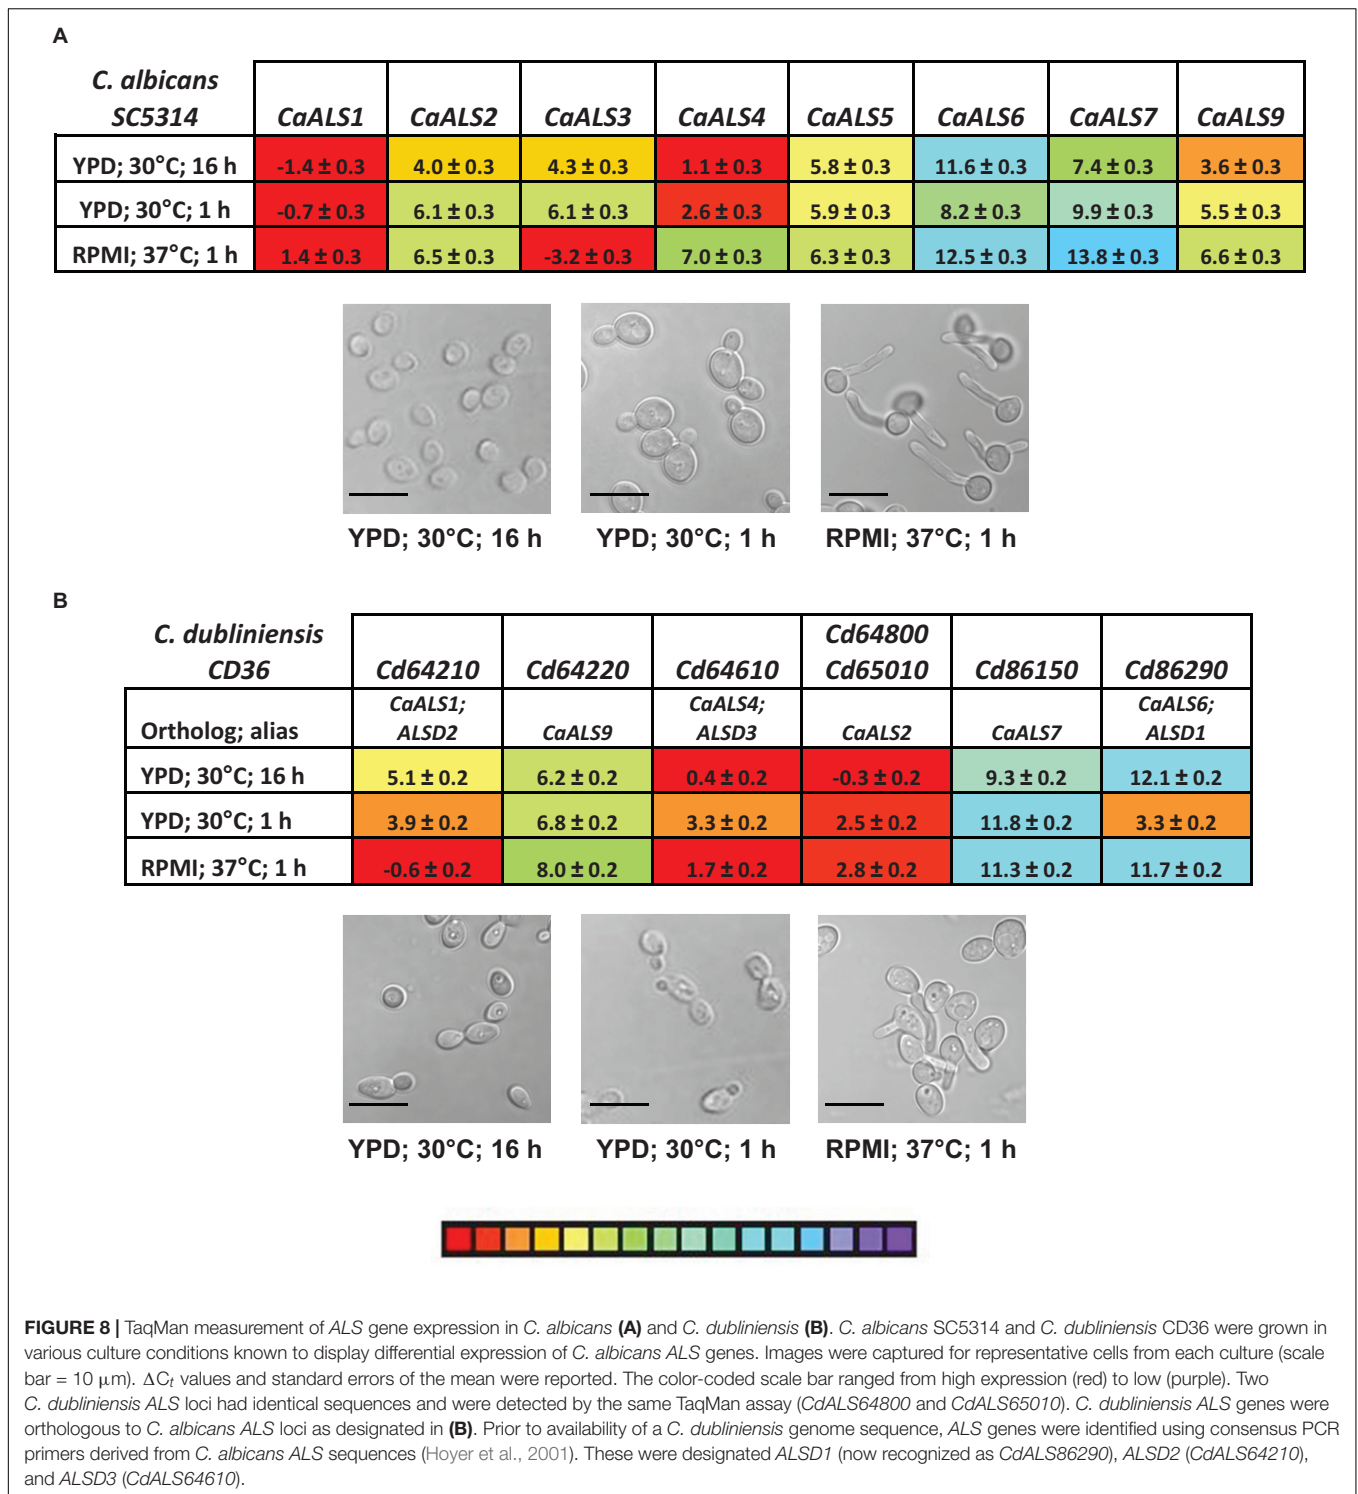 A
C. albicans
SC5314 CaALS1 CaALS2 CaALS3 CaALS4 CaALS5 CaALS6 CaALS7 CaALS9
YPD; 30°C; 16 h -1.4 ± 0.3 4.0 ± 0.3 4.3 ± 0.3 1.1 ± 0.3 5.8 ± 0.3 11.6 ± 0.3 7.4 ± 0.3 3.6 ± 0.3
YPD; 30°C; 1 h -0.7 ± 0.3 6.1 ± 0.3 6.1 ± 0.3 2.6 ± 0.3 5.9 ± 0.3 8.2 ± 0.3 9.9 ± 0.3 5.5 ± 0.3
RPMI; 37°C; 1 h 1.4 ± 0.3 6.5 ± 0.3 -3.2 ± 0.3 7.0 ± 0.3 6.3 ± 0.3 12.5 ± 0.3 13.8 ± 0.3 6.6 ± 0.3
YPD; 30°C; 16 h YPD; 30°C; 1 h RPMI; 37°C; 1 h
B
C. dubliniensis Cd64800
CD36 Cd64210 Cd64220 Cd64610 Cd65010 Cd86150 Cd86290
CaALS1; CaALS4; CaALS6;
Ortholog; alias ALSD2 CaALS9 ALSD3 CaALS2 CaALS7 ALSD1
YPD; 30°C; 16 h 5.1 ± 0.2 6.2 ± 0.2 0.4 ± 0.2 -0.3 ± 0.2 9.3 ± 0.2 12.1 ± 0.2
YPD; 30°C; 1 h 3.9 ± 0.2 6.8 ± 0.2 3.3 ± 0.2 2.5 ± 0.2 11.8 ± 0.2 3.3 ± 0.2
RPMI; 37°C; 1 h -0.6 ± 0.2 8.0 ± 0.2 1.7 ± 0.2 2.8 ± 0.2 11.3 ± 0.2 11.7 ± 0.2
YPD; 30°C; 16 h YPD; 30°C; 1 h RPMI; 37°C; 1 h
FIGURE 8 | TaqMan measurement of ALS gene expression in C. albicans (A) and C. dubliniensis (B). C. albicans SC5314 and C. dubliniensis CD36 were grown in
various culture conditions known to display differential expression of C. albicans ALS genes. Images were captured for representative cells from each culture (scale
bar = 10 μm). ΔCt values and standard errors of the mean were reported. The color-coded scale bar ranged from high expression (red) to low (purple). Two
C. dubliniensis ALS loci had identical sequences and were detected by the same TaqMan assay (CdALS64800 and CdALS65010). C. dubliniensis ALS genes were
orthologous to C. albicans ALS loci as designated in (B). Prior to availability of a C. dubliniensis genome sequence, ALS genes were identified using consensus PCR
primers derived from C. albicans ALS sequences (Hoyer et al., 2001). These were designated ALSD1 (now recognized as CdALS86290), ALSD2 (CdALS64210),
and ALSD3 (CdALS64610).